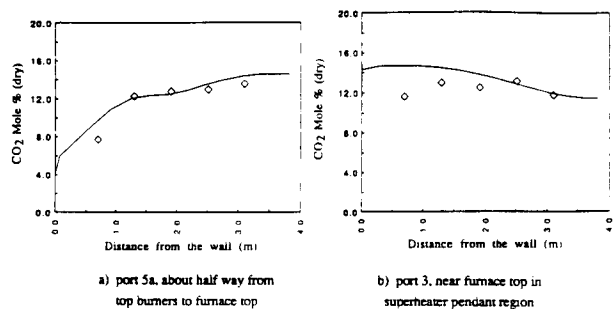 20.0
16.0
12.0
8.0
4.0
0.0
CO2 Mole % (dry)
0.0
1.0
2.0
3.0
4.0
Distance from the wall (m)
a) port 5a, about half way from
top burners to furnace top
20.0
16.0
12.0
8.0
4.0
0.0
CO2 Mole % (dry)
0.0
1.0
2.0
3.0
4.0
Distance from the wall (m)
b) port 3, near furnace top in
superheater pendant region